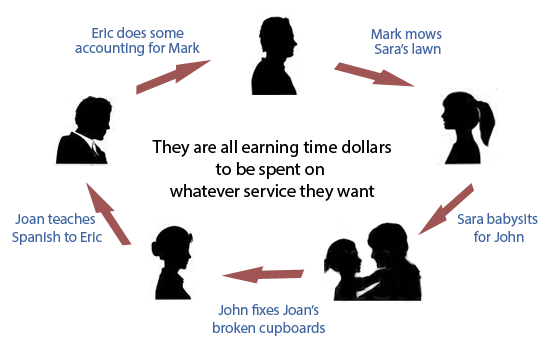 Eric does some
accounting for Mark
Mark mows
Sara's lawn
They are all earning time dollars
to be spent on
whatever service they want
Joan teaches
Spanish to Eric
Sara babysits
for John
John fixes Joan's
broken cupboards